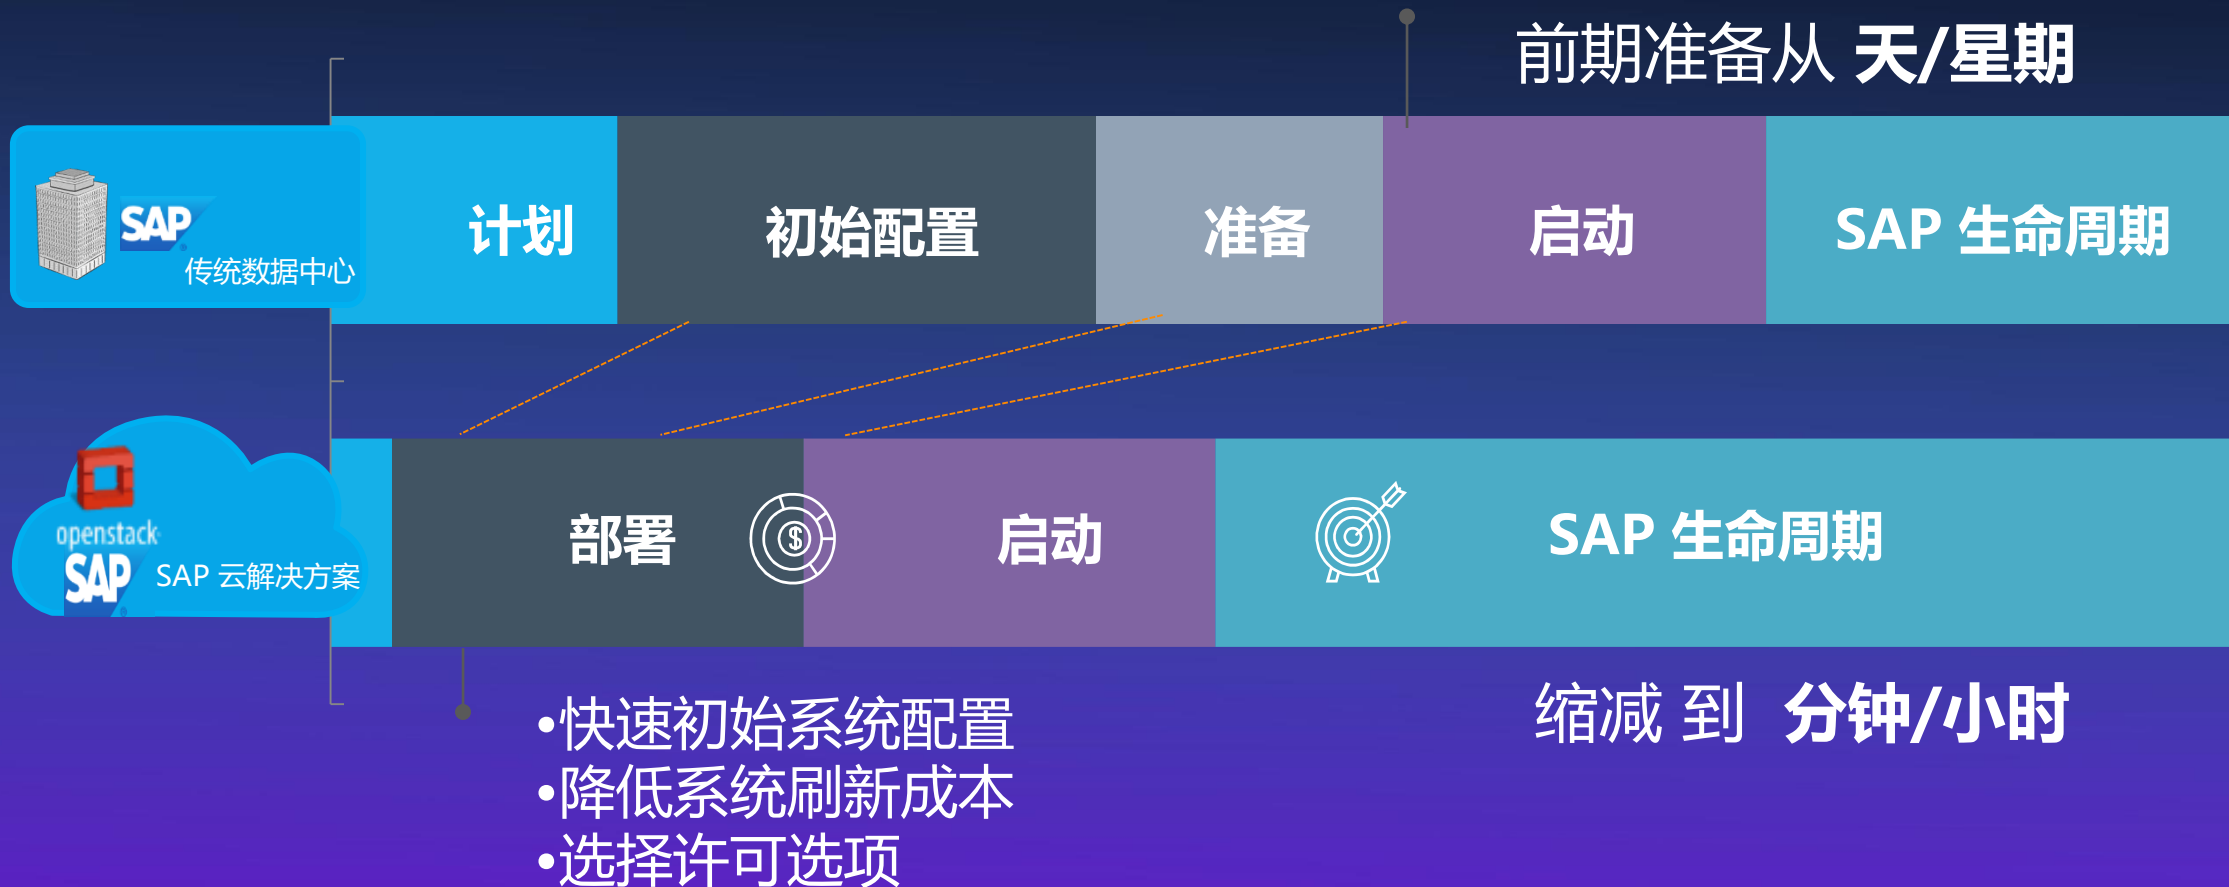 前期准备从 天/星期
SAP
传统数据中心
计划
初始配置
准备
启动
SAP 生命周期
openstack
SAP
SAP 云解决方案
部署
$
启动
SAP 生命周期
•快速初始系统配置
•降低系统刷新成本
•选择许可选项
缩减 到 分钟/小时